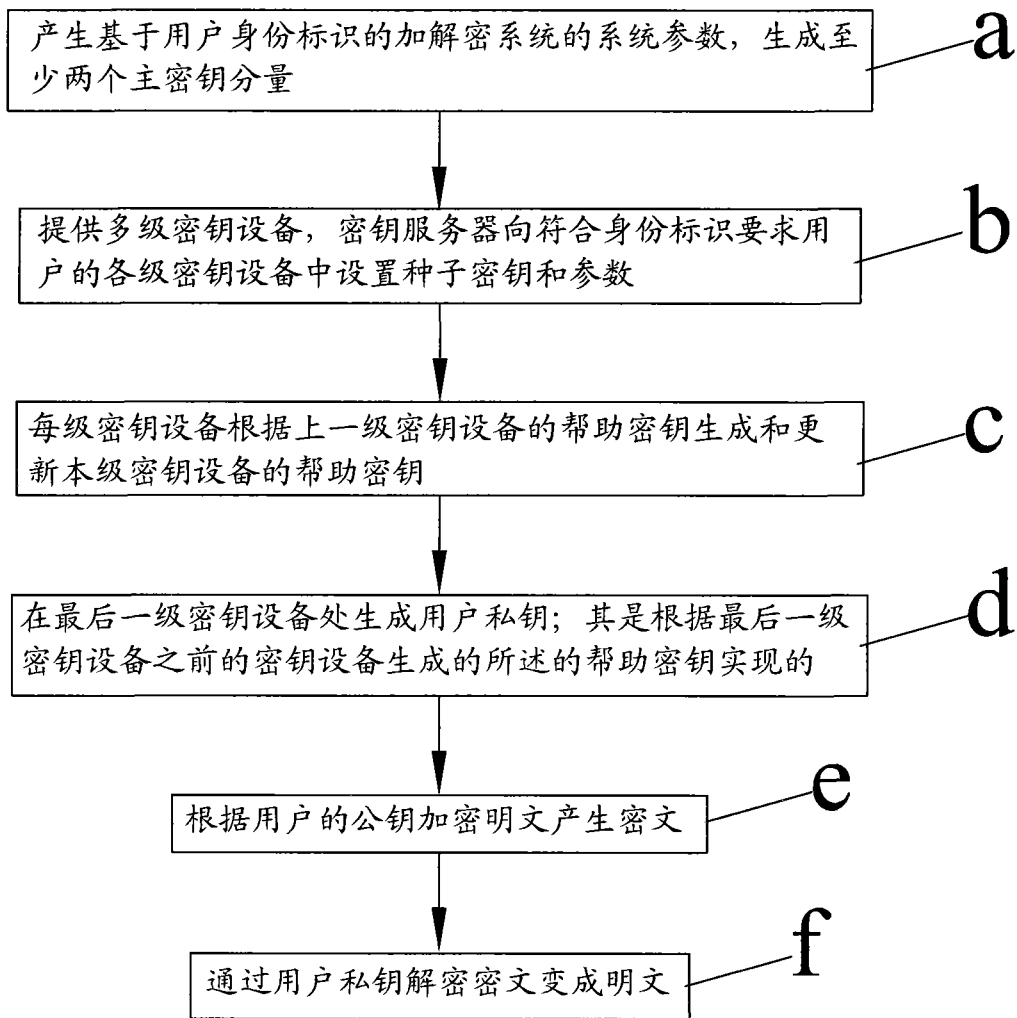 产生基于用户身份标识的加解密系统的系统参数，生成至
少两个主密钥分量
a
提供多级密钥设备，密钥服务器向符合身份标识要求用
户的各级密钥设备中设置种子密钥和参数
b
每级密钥设备根据上一级密钥设备的帮助密钥生成和更
新本级密钥设备的帮助密钥
c
在最后一级密钥设备处生成用户私钥；其是根据最后一级
密钥设备之前的密钥设备生成的所述的帮助密钥实现的
d
根据用户的公钥加密明文产生密文
e
通过用户私钥解密密文变成明文
f